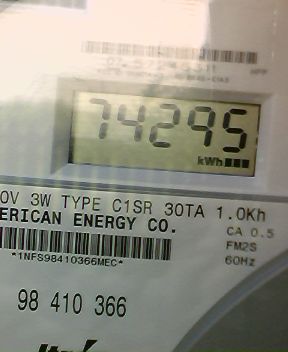 74295
kWh
0V 3W TYPE C1SR 30TA 1.0Kh
ERICAN ENERGY CO.
CA 0.5
FM2S
60Hz
*1NFS98410366MEC*
98 410 366